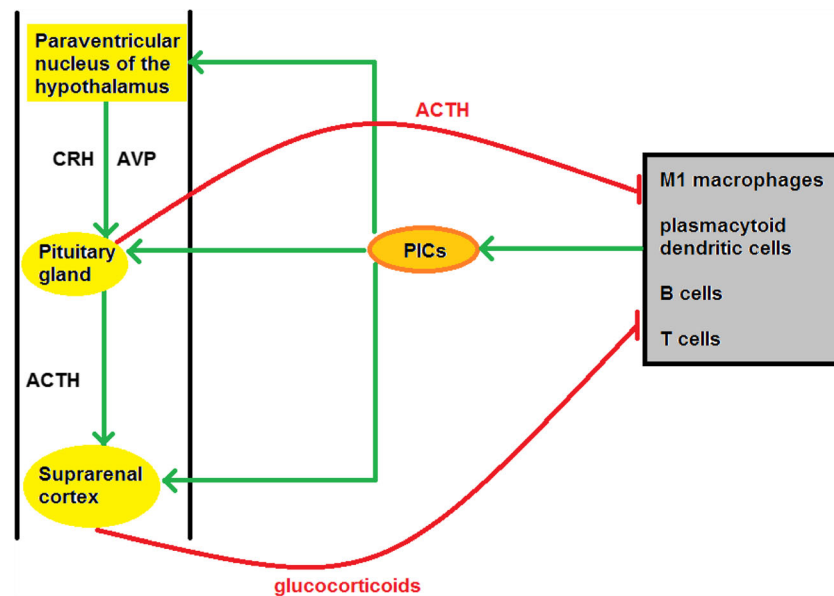 Paraventricular
nucleus of the
hypothalamus
ACTH
CRH
AVP
M1 macrophages
plasmacytoid
dendritic cells
B cells
T cells
Pituitary
gland
PICs
ACTH
Suprarenal
cortex
glucocorticoids